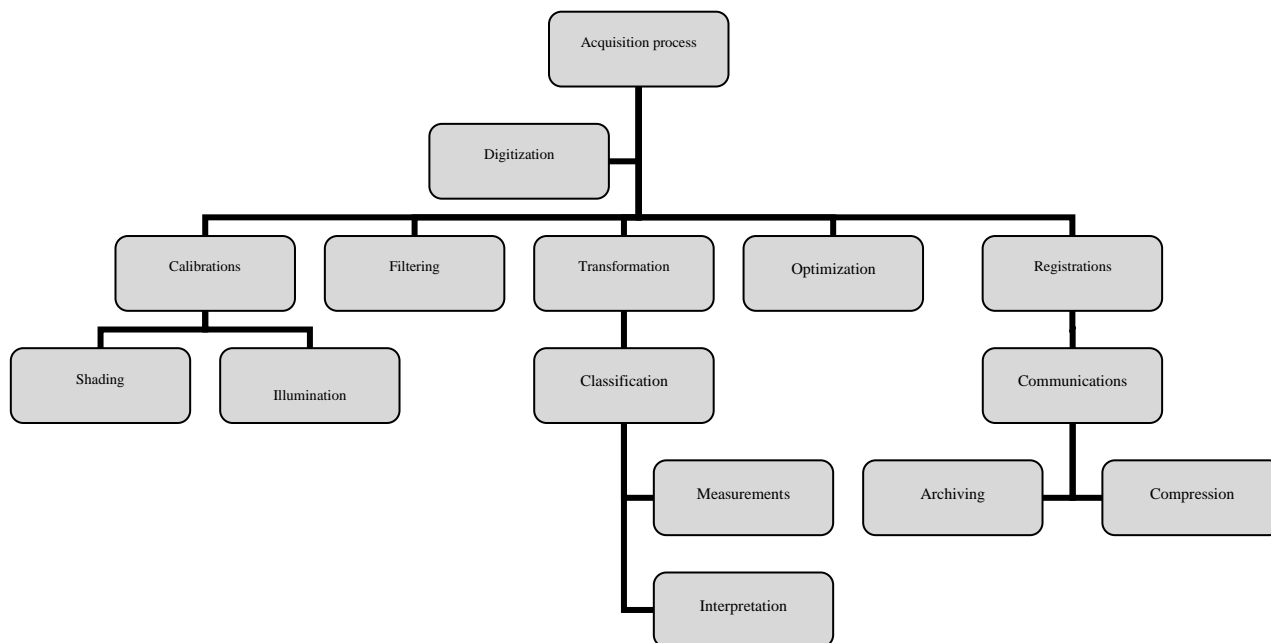 Acquisition process
Digitization
Calibrations
Filtering
Transformation
Optimization
Registrations
Shading
Illumination
Classification
Communications
Measurements
Archiving
Compression
Interpretation